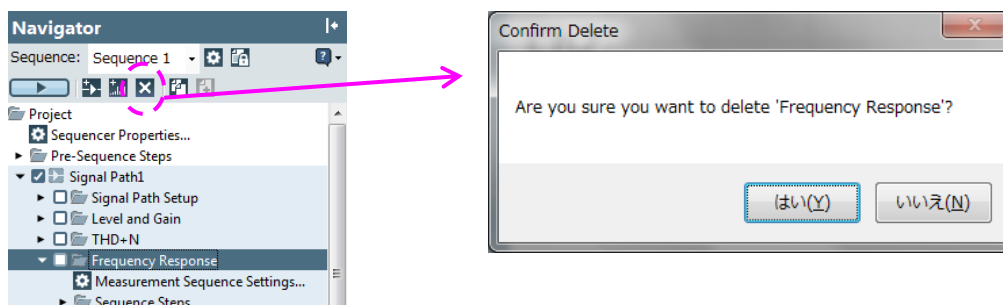 Navigator
Sequence: Sequence 1
Project
Sequencer Properties...
Pre-Sequence Steps
Signal Path1
Signal Path Setup
Level and Gain
THD+N
Frequency Response
Measurement Sequence Settings...
Sequence Steps
Confirm Delete
Are you sure you want to delete 'Frequency Response'?
はい(Y)
いいえ(N)